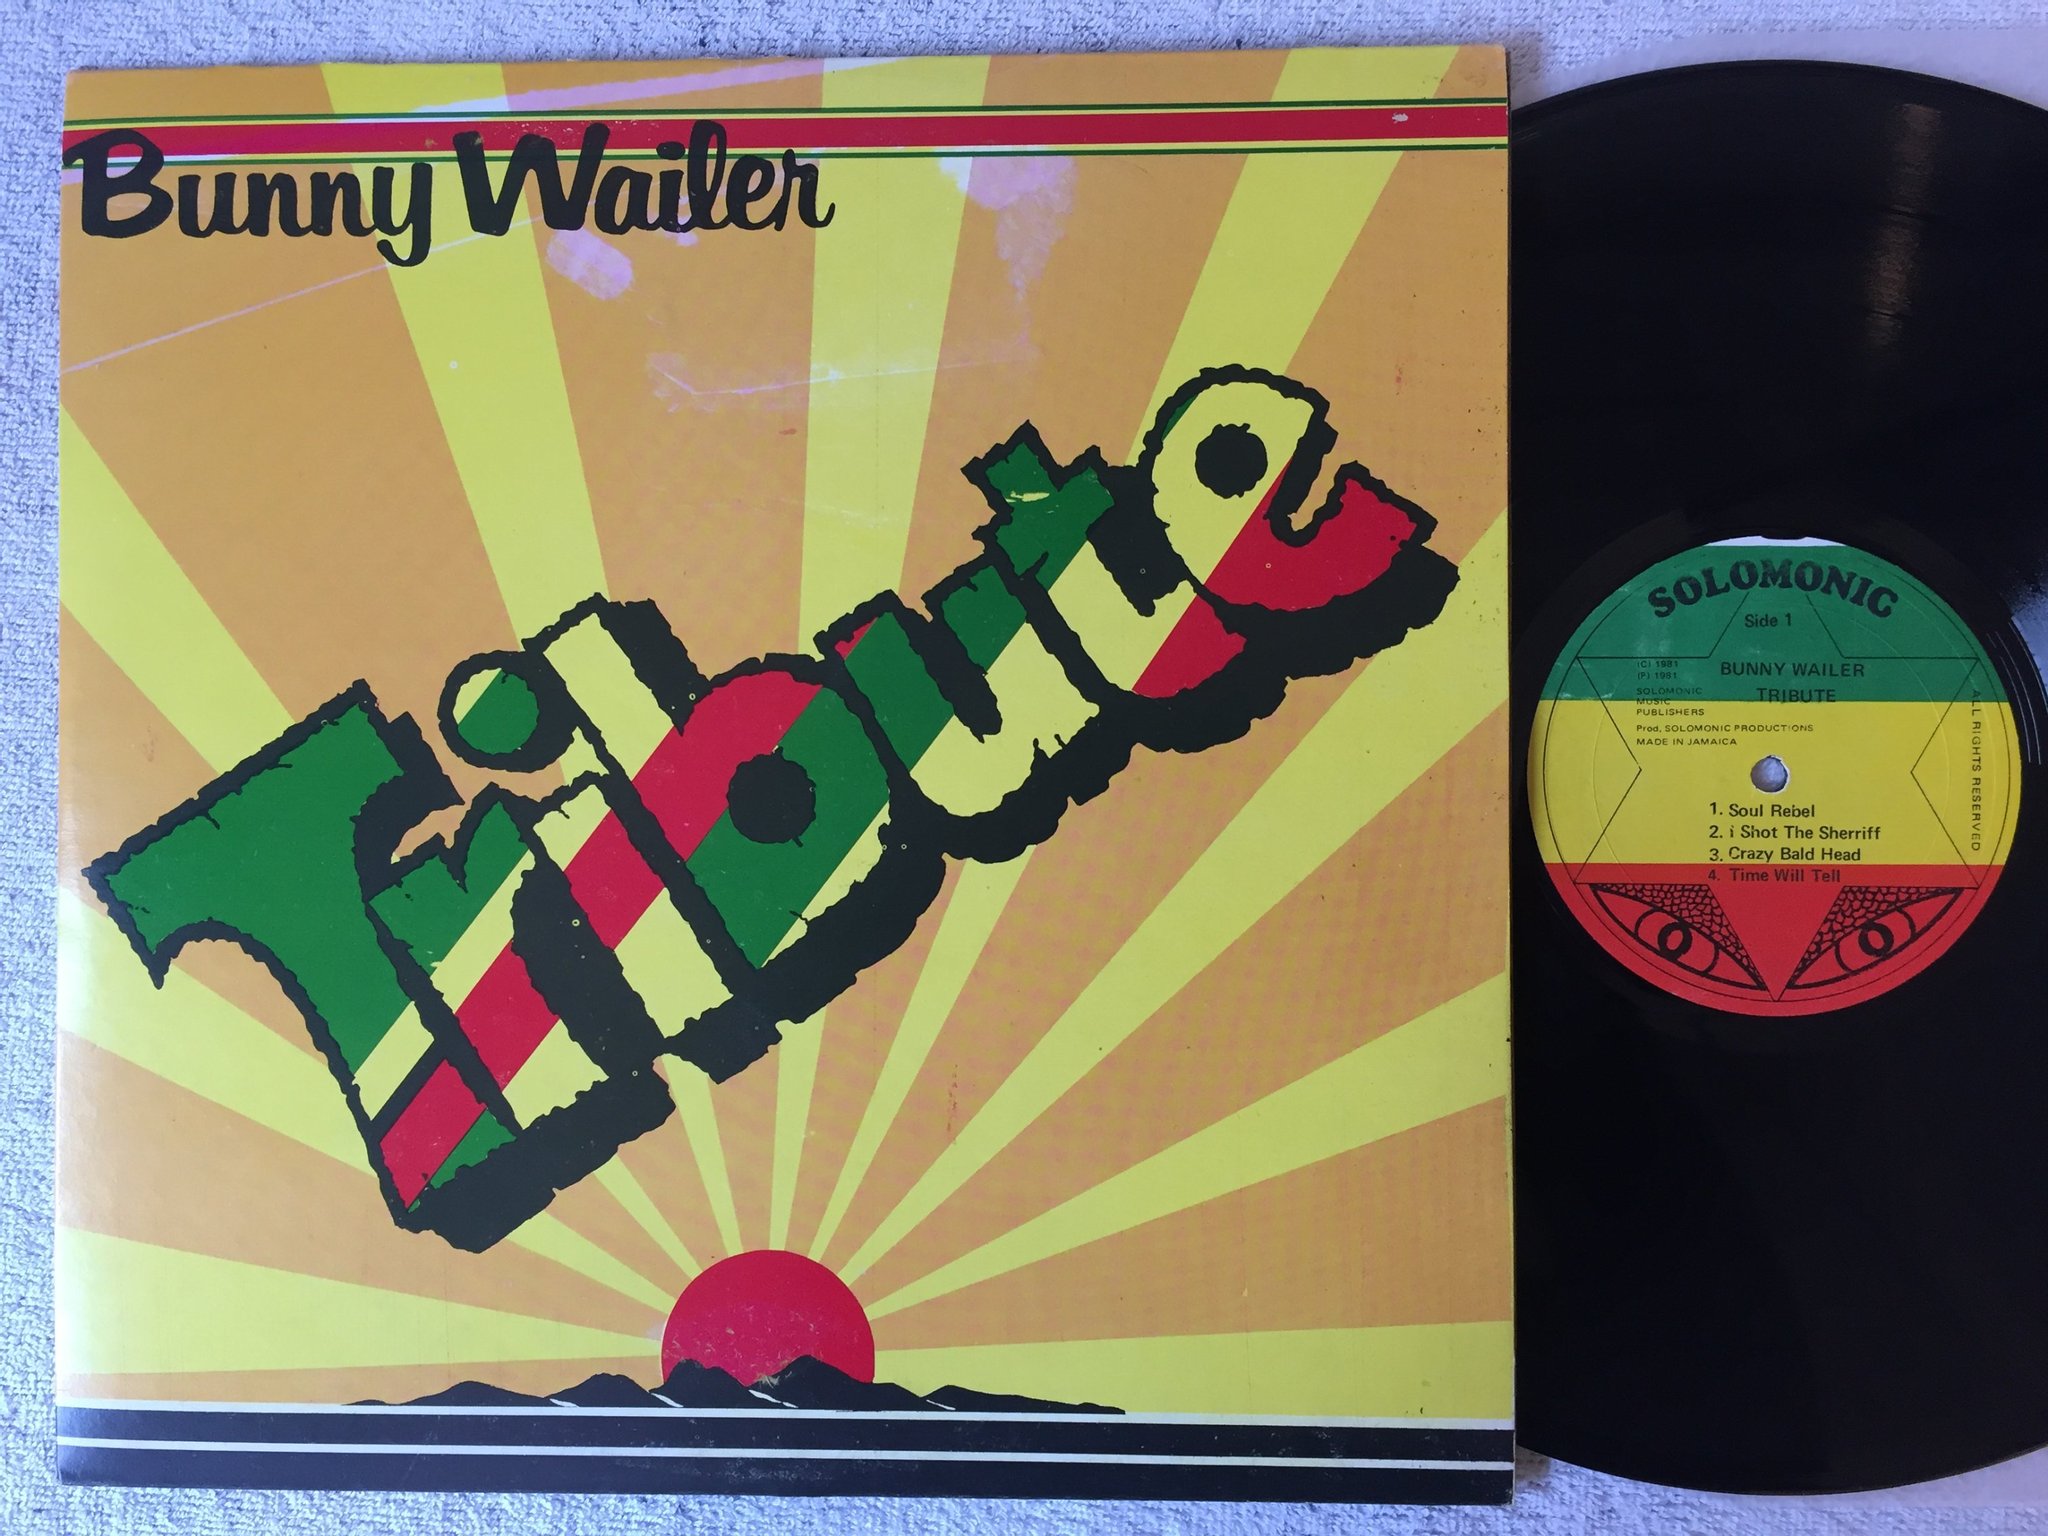 Bunny Wailer
Tribute
SOLOMONIC
Side 1
(C) 1981
(P) 1981
BUNNY WAILER
TRIBUTE
SOLOMONIC
MUSIC
PUBLISHERS
Prod. SOLOMONIC PRODUCTIONS
MADE IN JAMAICA
ALL RIGHTS RESERVED
1. Soul Rebel
2. i Shot The Sherriff
3. Crazy Bald Head
4. Time Will Tell